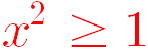 x² ≥ 1